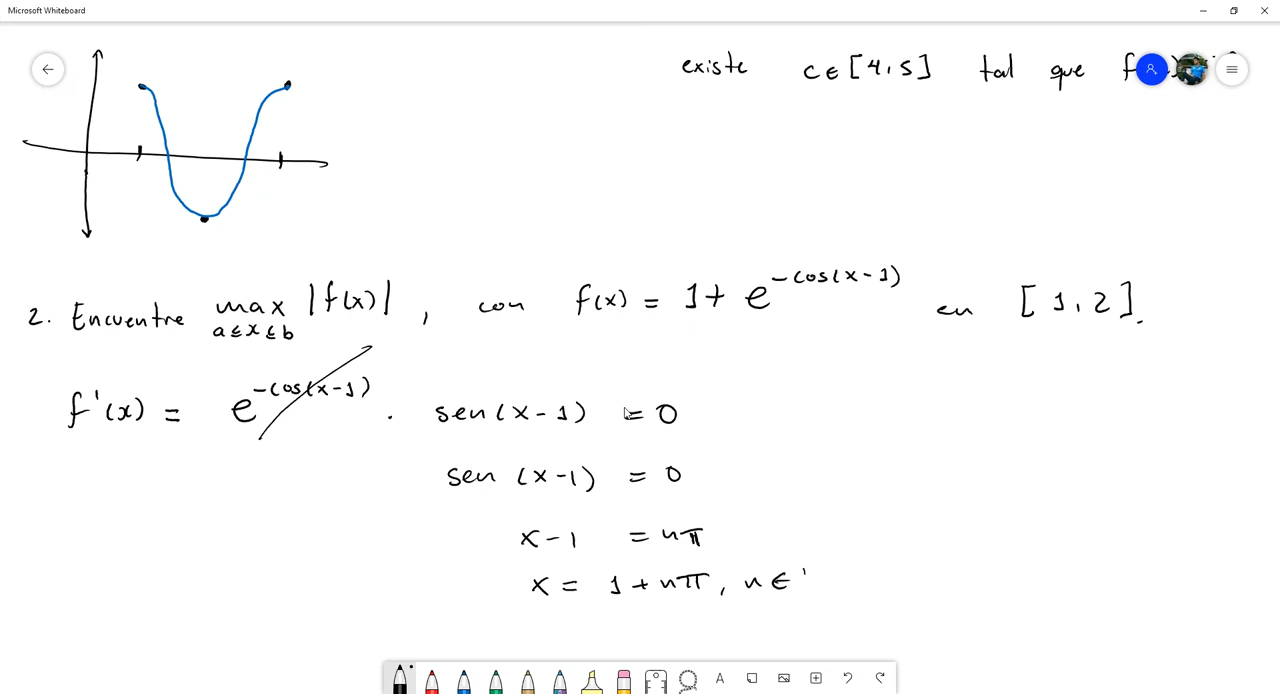 Microsoft Whiteboard
existe c ∈ [4,5] tal que
2. Encuentre max |f(x)|, con f(x) = 1 + e^{-cos(x-1)} en [1,2].
a ≤ x ≤ b
f'(x) = e^{-cos(x-1)} . sen(x-1) = 0
sen (x-1) = 0
x-1 = nπ
x = 1 + nπ, n ∈
A